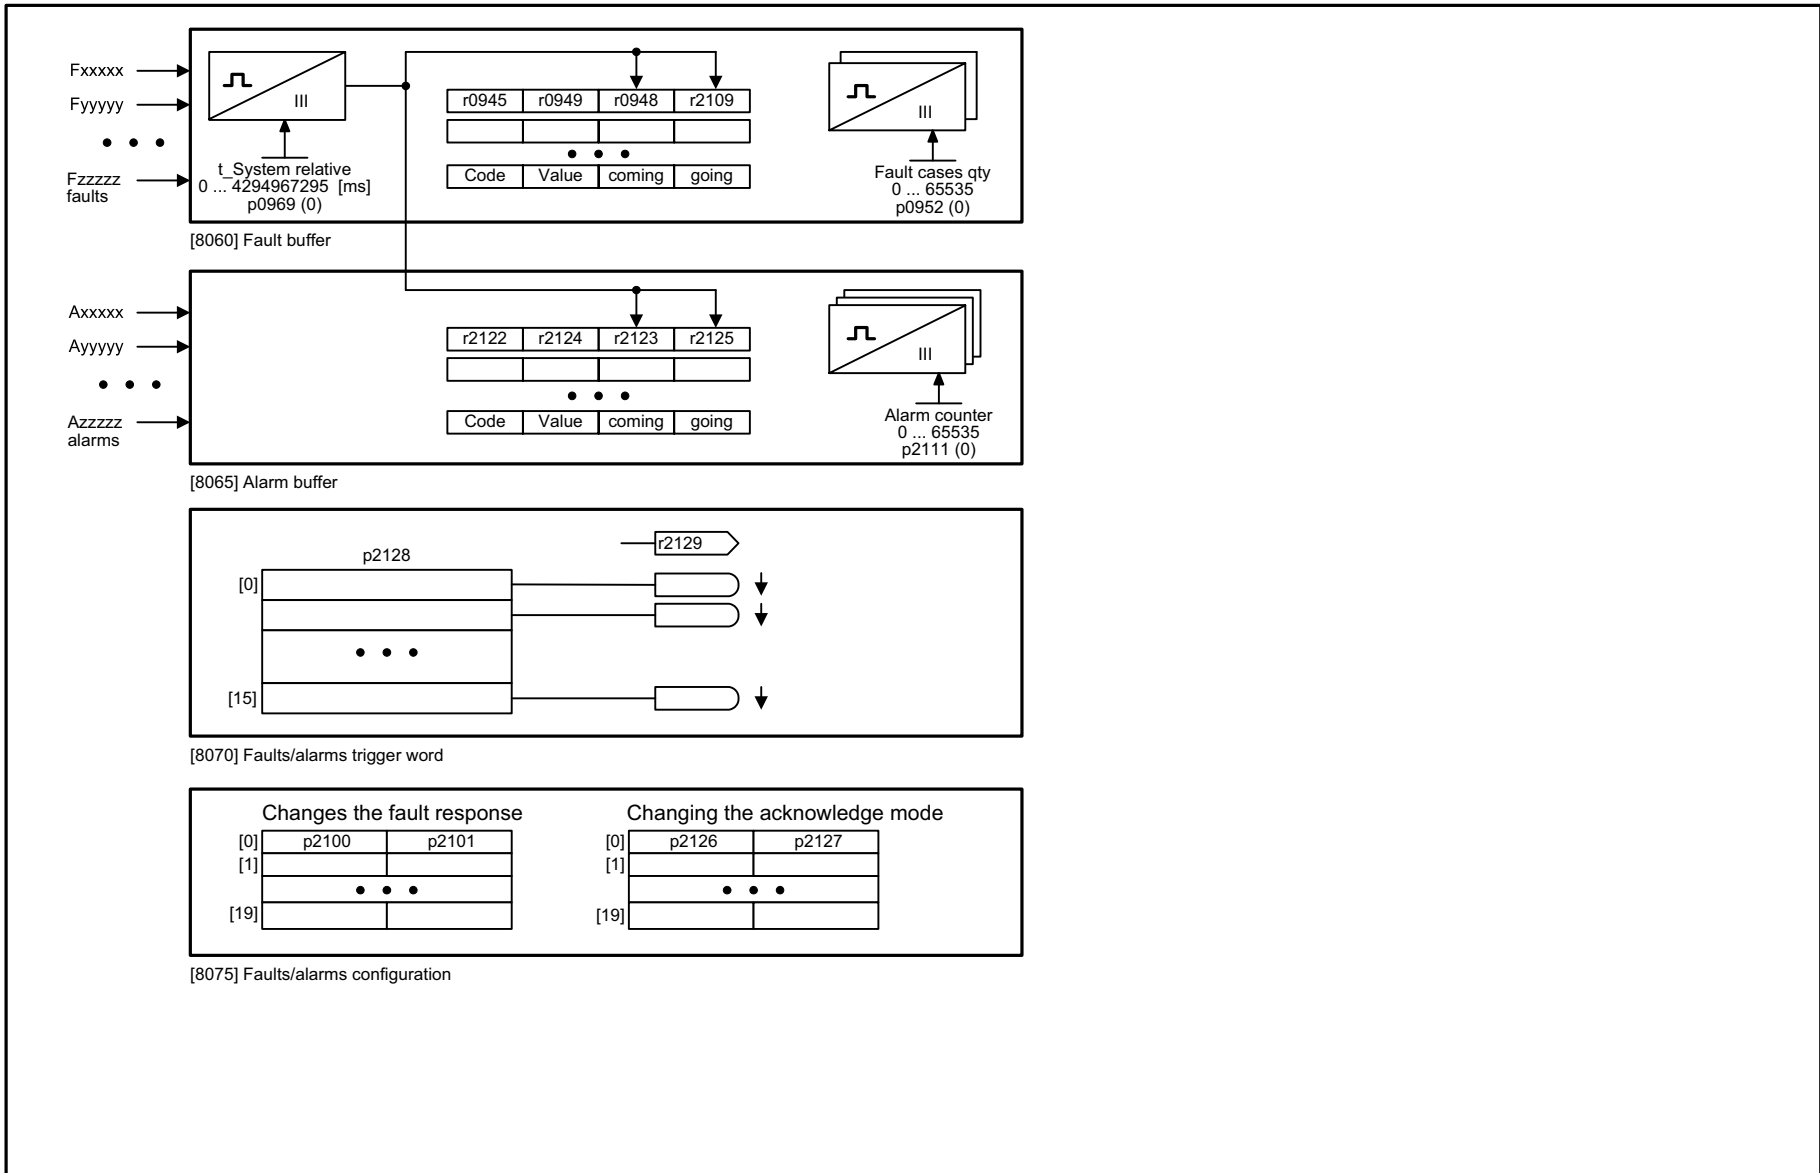 Fxxxxx
Fyyyyy
Fzzzzz
faults
III
t_System relative
0 ... 4294967295 [ms]
p0969 (0)
r0945 r0949 r0948 r2109
Code Value coming going
III
Fault cases qty
0 ... 65535
p0952 (0)
[8060] Fault buffer
Axxxxx
Ayyyyy
Azzzzz
alarms
r2122 r2124 r2123 r2125
Code Value coming going
III
Alarm counter
0 ... 65535
p2111 (0)
[8065] Alarm buffer
p2128
r2129
[0]
[15]
[8070] Faults/alarms trigger word
Changes the fault response
[0] p2100 p2101
[1]
[19]
Changing the acknowledge mode
[0] p2126 p2127
[1]
[19]
[8075] Faults/alarms configuration